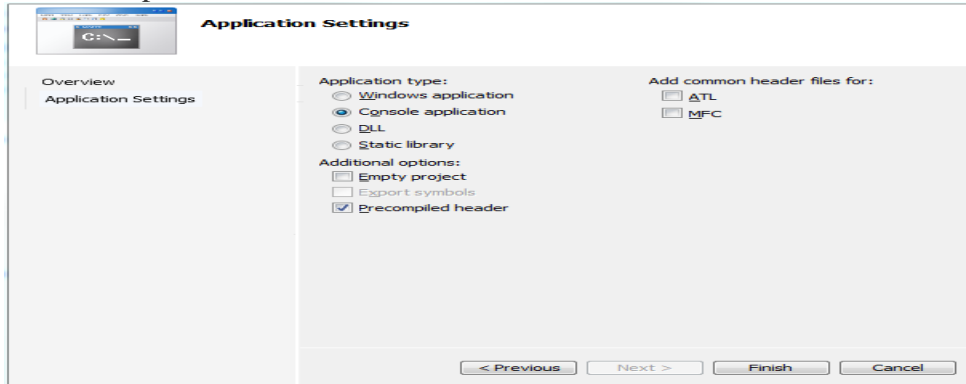 C:\_
Application Settings
Overview
Application Settings
Application type:
Windows application
Console application
DLL
Static library
Additional options:
Empty project
Export symbols
Precompiled header
Add common header files for:
ATL
MFC
< Previous
Next >
Finish
Cancel